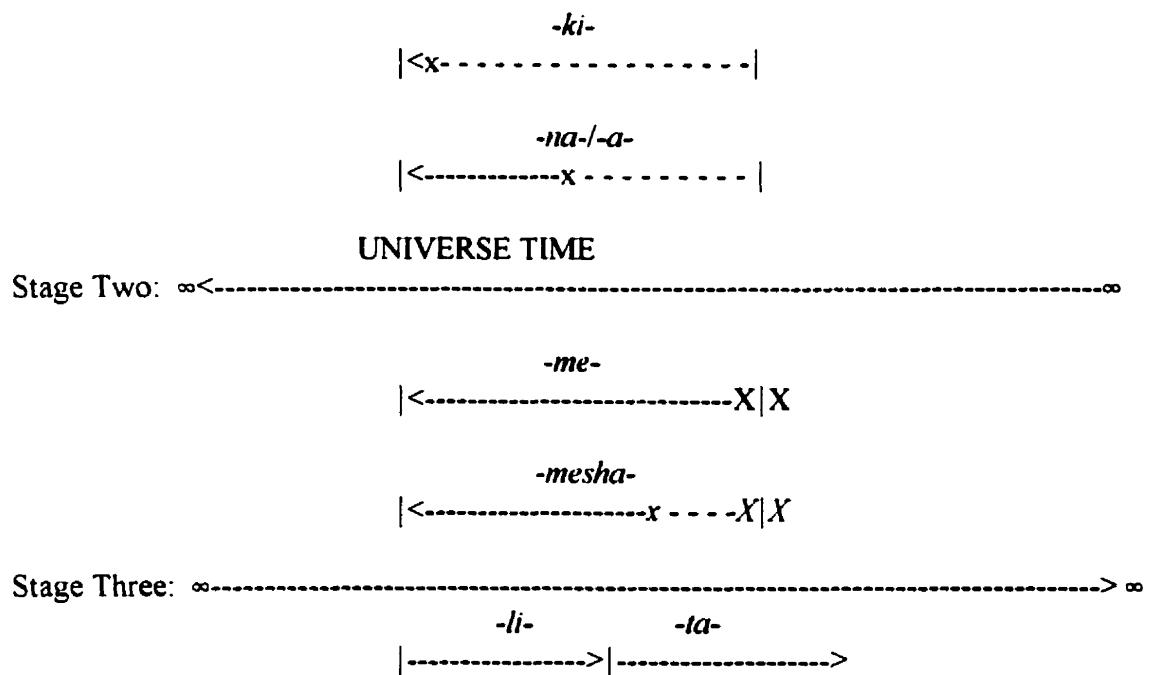 -ki-
|<x- - - - - - - - - - - - - - - - - -|
-na-/-a-
|<-------------x - - - - - - - - - |
UNIVERSE TIME
Stage Two: ∞<--------------------------------------------------------------------------------∞
-me-
|<----------------------------X|X
-mesha-
|<--------------------x - - - -X|X
Stage Three: ∞--------------------------------------------------------------------------------> ∞
-li- -ta-
|----------------->|-------------------->